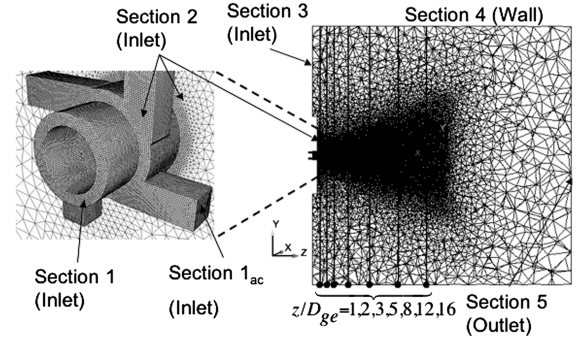 Section 2
(Inlet)
Section 3
(Inlet)
Section 4 (Wall)
Section 1
(Inlet)
Section 1ac
(Inlet)
Y
X
Z
z/Dge=1,2,3,5,8,12,16
Section 5
(Outlet)